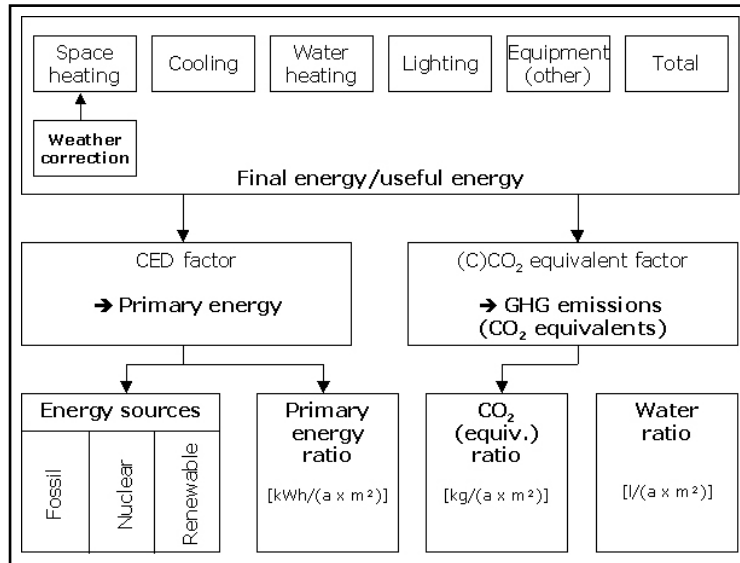 Space
heating
Cooling
Water
heating
Lighting
Equipment
(other)
Total
Weather
correction
Final energy/useful energy
CED factor
➔ Primary energy
(C)CO₂ equivalent factor
➔ GHG emissions
(CO₂ equivalents)
Energy sources
Fossil
Nuclear
Renewable
Primary
energy
ratio
[kWh/(a x m²)]
CO₂
(equiv.)
ratio
[kg/(a x m²)]
Water
ratio
[l/(a x m²)]